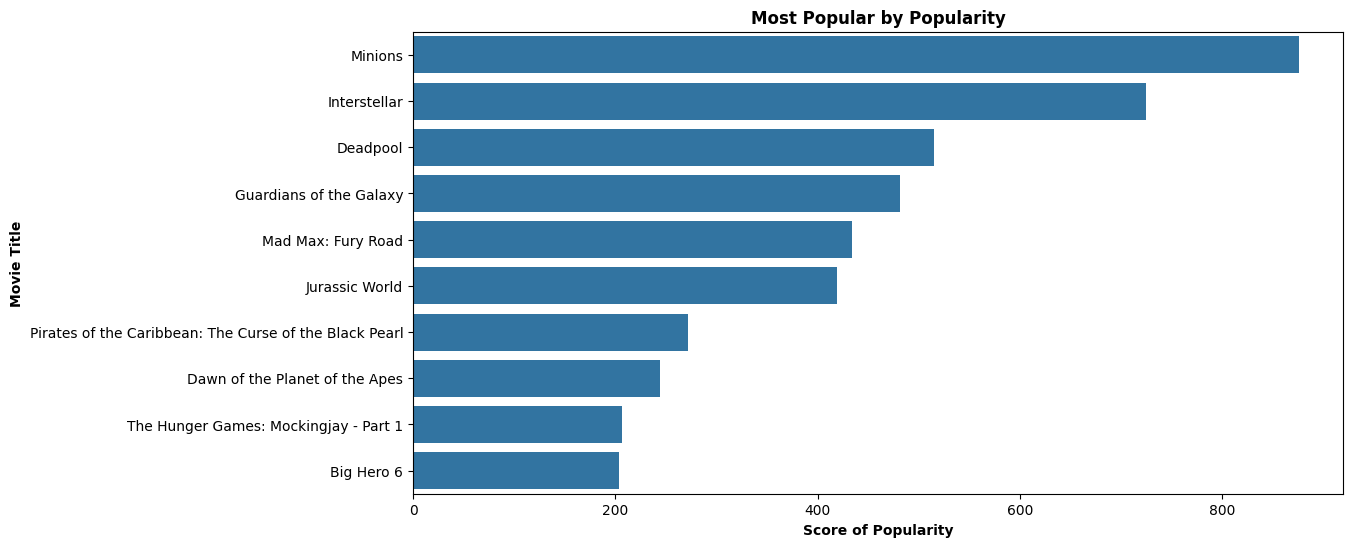 Most Popular by Popularity
Movie Title
Minions
Interstellar
Deadpool
Guardians of the Galaxy
Mad Max: Fury Road
Jurassic World
Pirates of the Caribbean: The Curse of the Black Pearl
Dawn of the Planet of the Apes
The Hunger Games: Mockingjay - Part 1
Big Hero 6
0 200 400 600 800
Score of Popularity